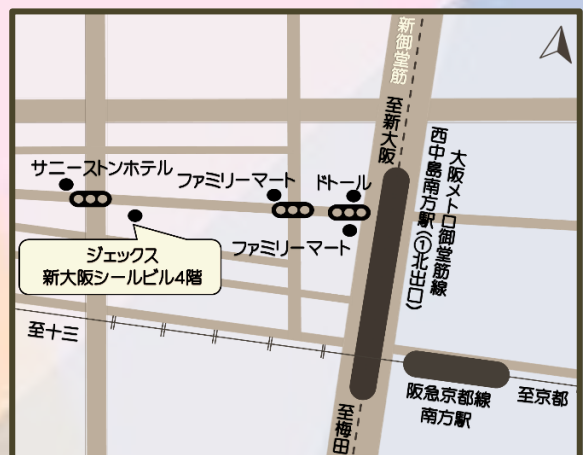 新御堂筋
至新大阪
大阪メトロ御堂筋線
西中島南方駅(①北出口)
サニーストンホテル
ファミリーマート
ドトール
ファミリーマート
ジェックス
新大阪シールビル4階
至十三
阪急京都線
南方駅
至京都
至梅田